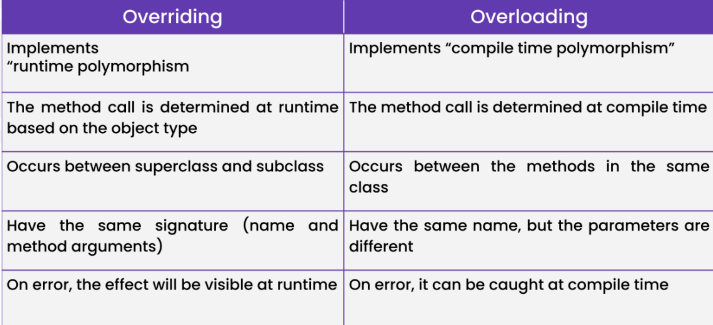 Overriding
Overloading
Implements
“runtime polymorphism
Implements “compile time polymorphism”
The method call is determined at runtime
based on the object type
The method call is determined at compile time
Occurs between superclass and subclass
Occurs between the methods in the same
class
Have the same signature (name and
method arguments)
Have the same name, but the parameters are
different
On error, the effect will be visible at runtime
On error, it can be caught at compile time